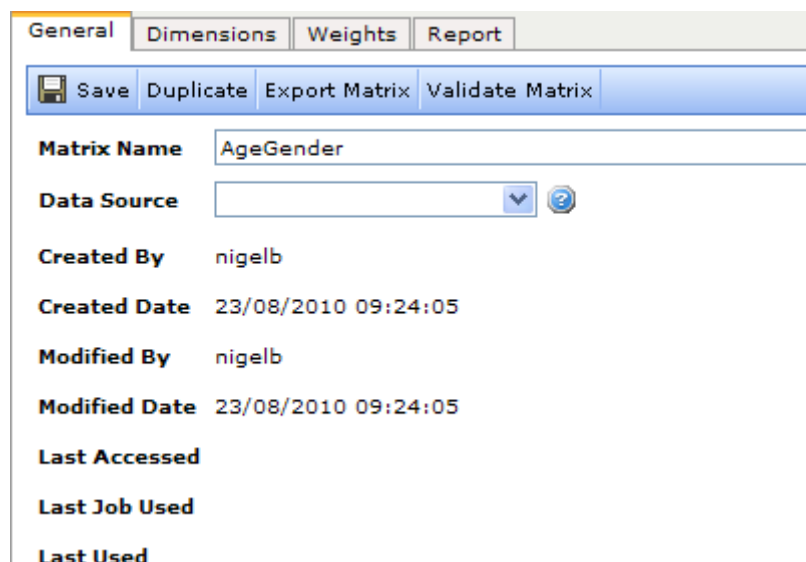 General Dimensions Weights Report
Save Duplicate Export Matrix Validate Matrix
Matrix Name AgeGender
Data Source
Created By nigelb
Created Date 23/08/2010 09:24:05
Modified By nigelb
Modified Date 23/08/2010 09:24:05
Last Accessed
Last Job Used
Last Used